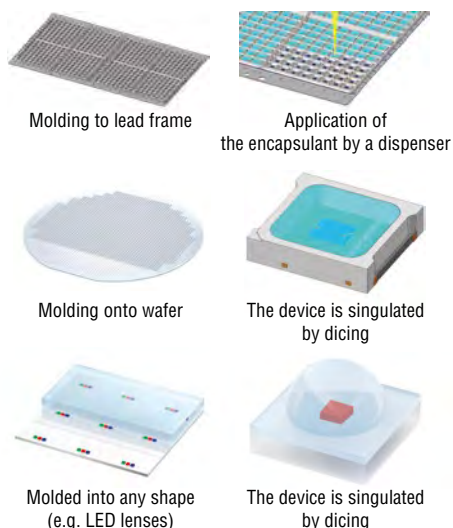 Molding to lead frame
Application of
the encapsulant by a dispenser
Molding onto wafer
The device is singulated
by dicing
Molded into any shape
(e.g. LED lenses)
The device is singulated
by dicing